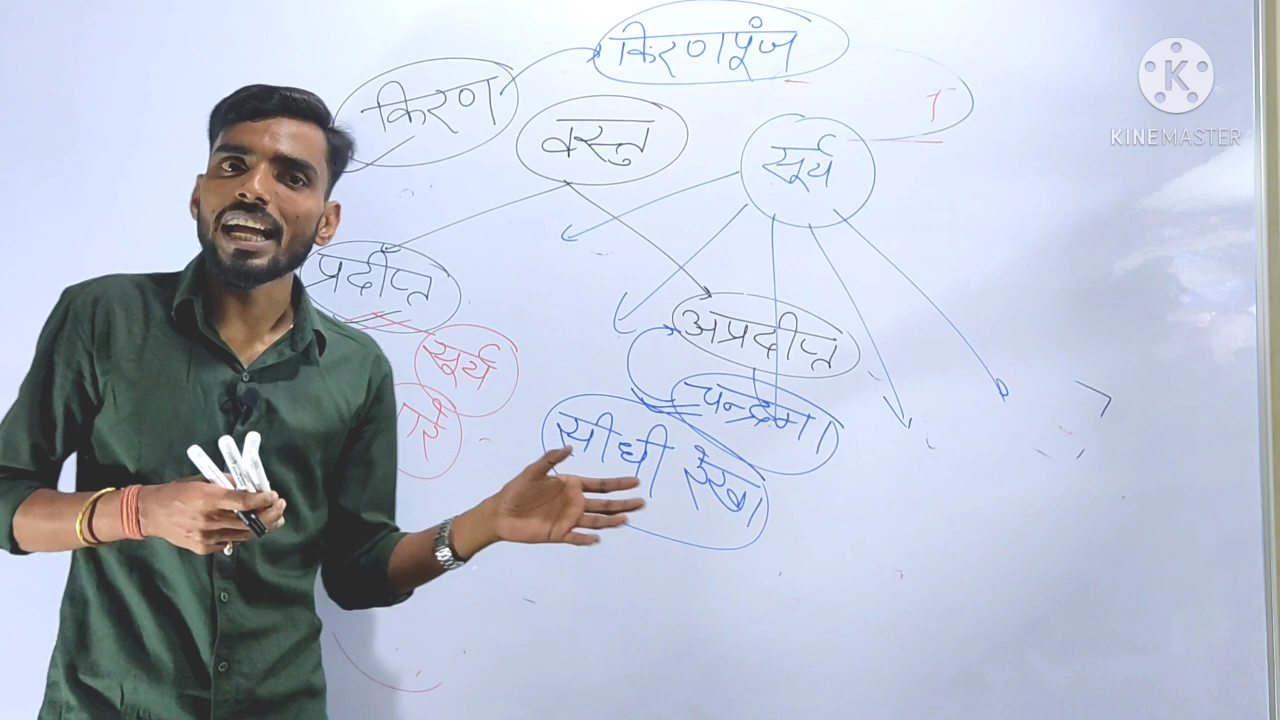 किरणपूंज
किरण
वस्तु
सूर्य
प्रदीप्त
अप्रदीप्त
सूर्य
चन्द्रमा
तारे
सीधी रेखा
K
KINEMASTER